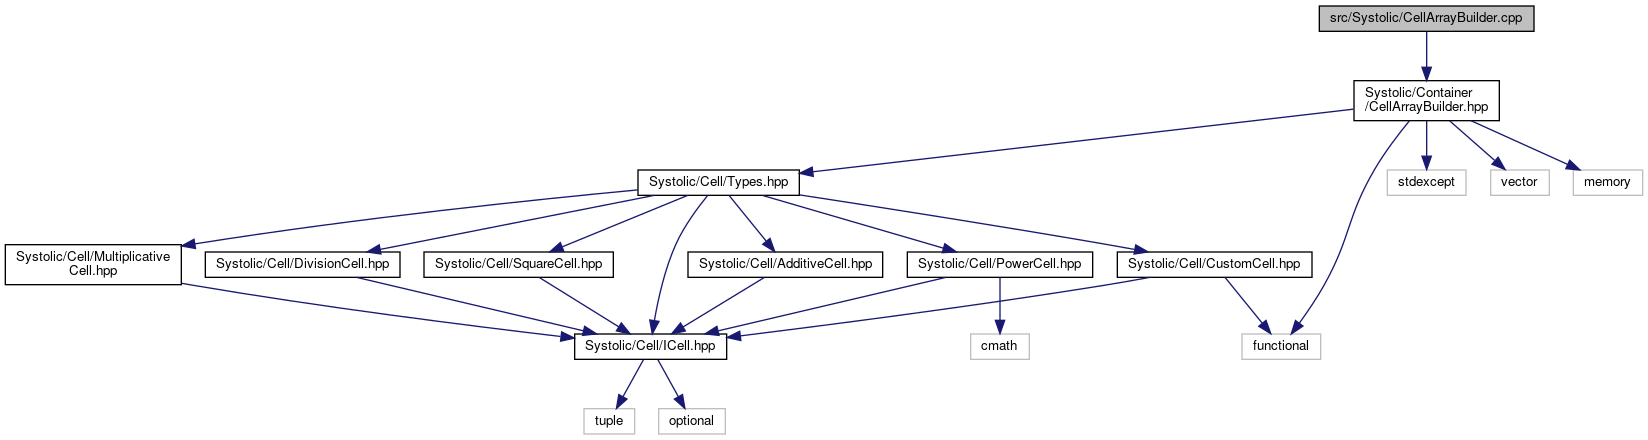 src/Systolic/CellArrayBuilder.cpp
Systolic/Container
/CellArrayBuilder.hpp
Systolic/Cell/Types.hpp
stdexcept
vector
memory
Systolic/Cell/Multiplicative
Cell.hpp
Systolic/Cell/DivisionCell.hpp
Systolic/Cell/SquareCell.hpp
Systolic/Cell/AdditiveCell.hpp
Systolic/Cell/PowerCell.hpp
Systolic/Cell/CustomCell.hpp
Systolic/Cell/ICell.hpp
cmath
functional
tuple
optional